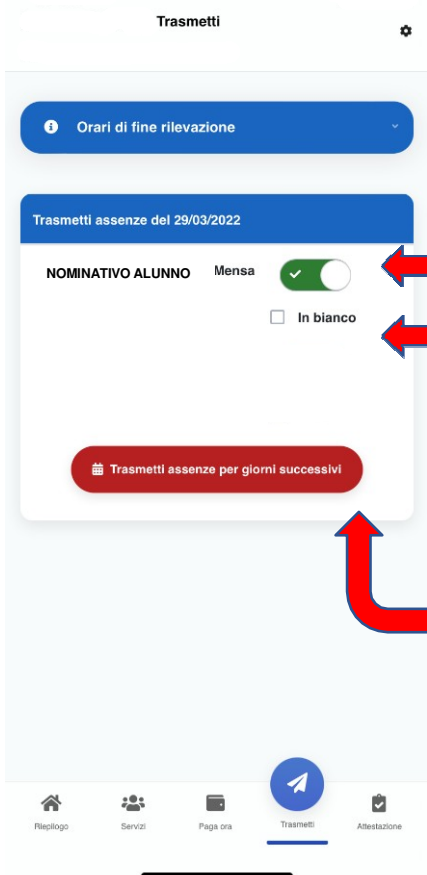 Trasmetti
Orari di fine rilevazione
Trasmetti assenze del 29/03/2022
NOMINATIVO ALUNNO Mensa
In bianco
Trasmetti assenze per giorni successivi
Riepilogo Servizi Paga ora Trasmetti Attestazione